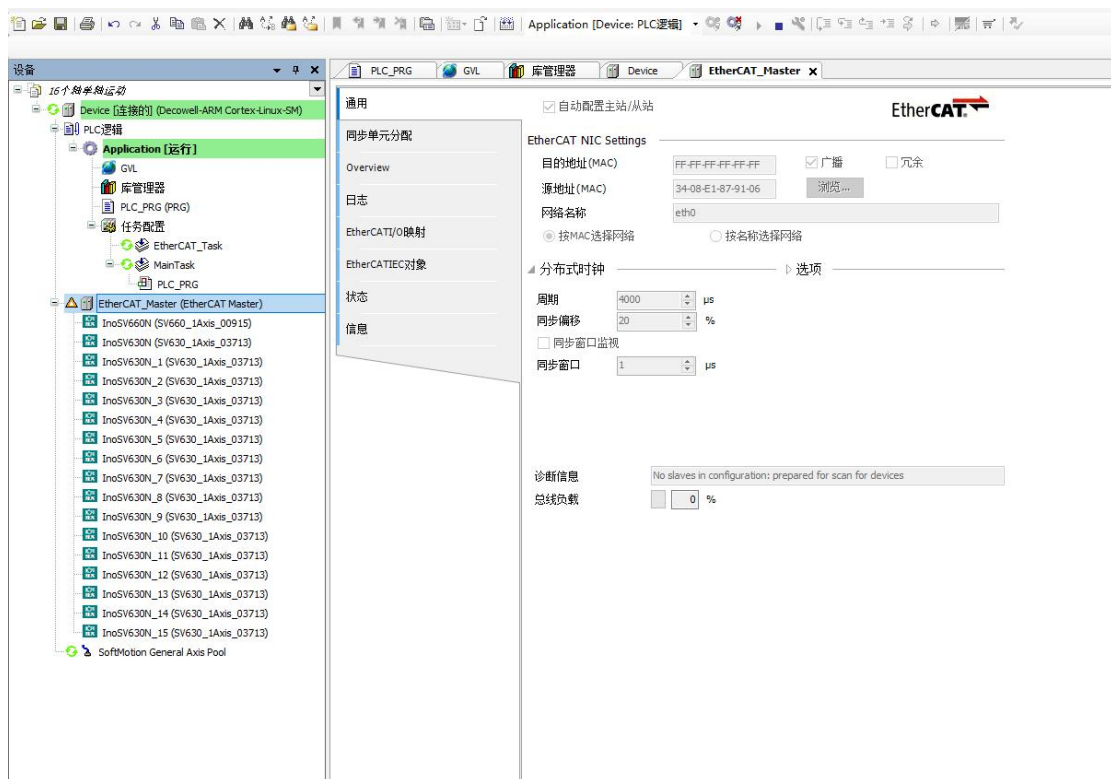 Application [Device: PLC逻辑]
设备
PLC_PRG
GVL
库管理器
Device
EtherCAT_Master
16个轴单轴运动
Device [连接的] (Decowell-ARM Cortex-Linux-SM)
PLC逻辑
Application [运行]
GVL
库管理器
PLC_PRG (PRG)
任务配置
EtherCAT_Task
MainTask
PLC_PRG
EtherCAT_Master (EtherCAT Master)
InoSV660N (SV660_1Axis_00915)
InoSV630N (SV630_1Axis_03713)
InoSV630N_1 (SV630_1Axis_03713)
InoSV630N_2 (SV630_1Axis_03713)
InoSV630N_3 (SV630_1Axis_03713)
InoSV630N_4 (SV630_1Axis_03713)
InoSV630N_5 (SV630_1Axis_03713)
InoSV630N_6 (SV630_1Axis_03713)
InoSV630N_7 (SV630_1Axis_03713)
InoSV630N_8 (SV630_1Axis_03713)
InoSV630N_9 (SV630_1Axis_03713)
InoSV630N_10 (SV630_1Axis_03713)
InoSV630N_11 (SV630_1Axis_03713)
InoSV630N_12 (SV630_1Axis_03713)
InoSV630N_13 (SV630_1Axis_03713)
InoSV630N_14 (SV630_1Axis_03713)
InoSV630N_15 (SV630_1Axis_03713)
SoftMotion General Axis Pool
通用
同步单元分配
Overview
日志
EtherCATI/O映射
EtherCATIEC对象
状态
信息
自动配置主站/从站
EtherCAT
EtherCAT NIC Settings
目的地址(MAC) FF-FF-FF-FF-FF-FF 广播 冗余
源地址(MAC) 34-08-E1-87-91-06 浏览...
网络名称 eth0
按MAC选择网络 按名称选择网络
分布式时钟 选项
周期 4000 µs
同步偏移 20 %
同步窗口监视
同步窗口 1 µs
诊断信息 No slaves in configuration: prepared for scan for devices
总线负载 0 %